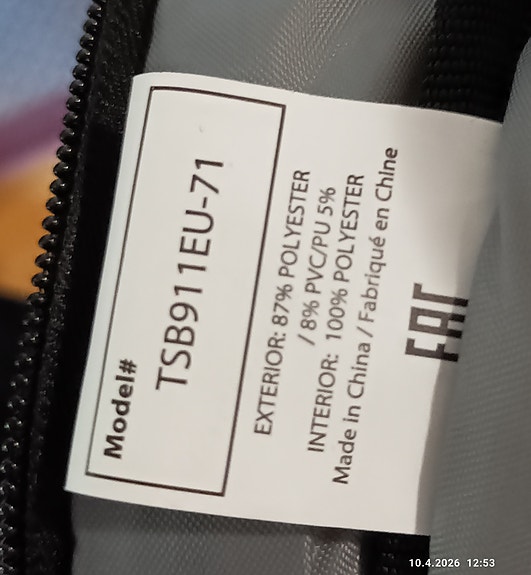 Model#
TSB911EU-71
EXTERIOR: 87% POLYESTER
/ 8% PVC/PU 5%
INTERIOR: 100% POLYESTER
Made in China / Fabriqué en Chine
EAC
10.4.2026 12:53